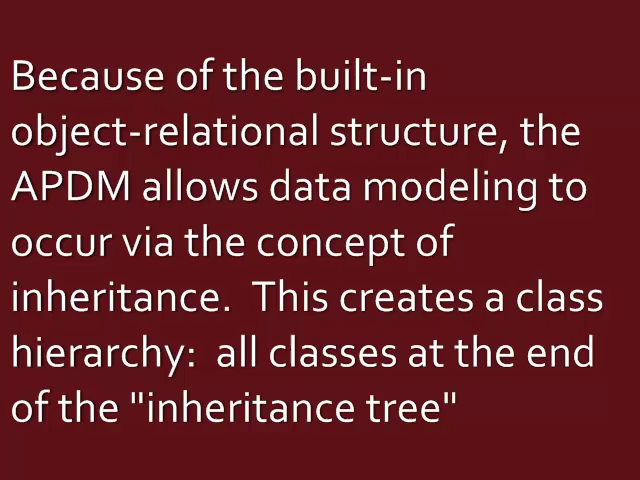 Because of the built-in
object-relational structure, the
APDM allows data modeling to
occur via the concept of
inheritance.  This creates a class
hierarchy:  all classes at the end
of the "inheritance tree"